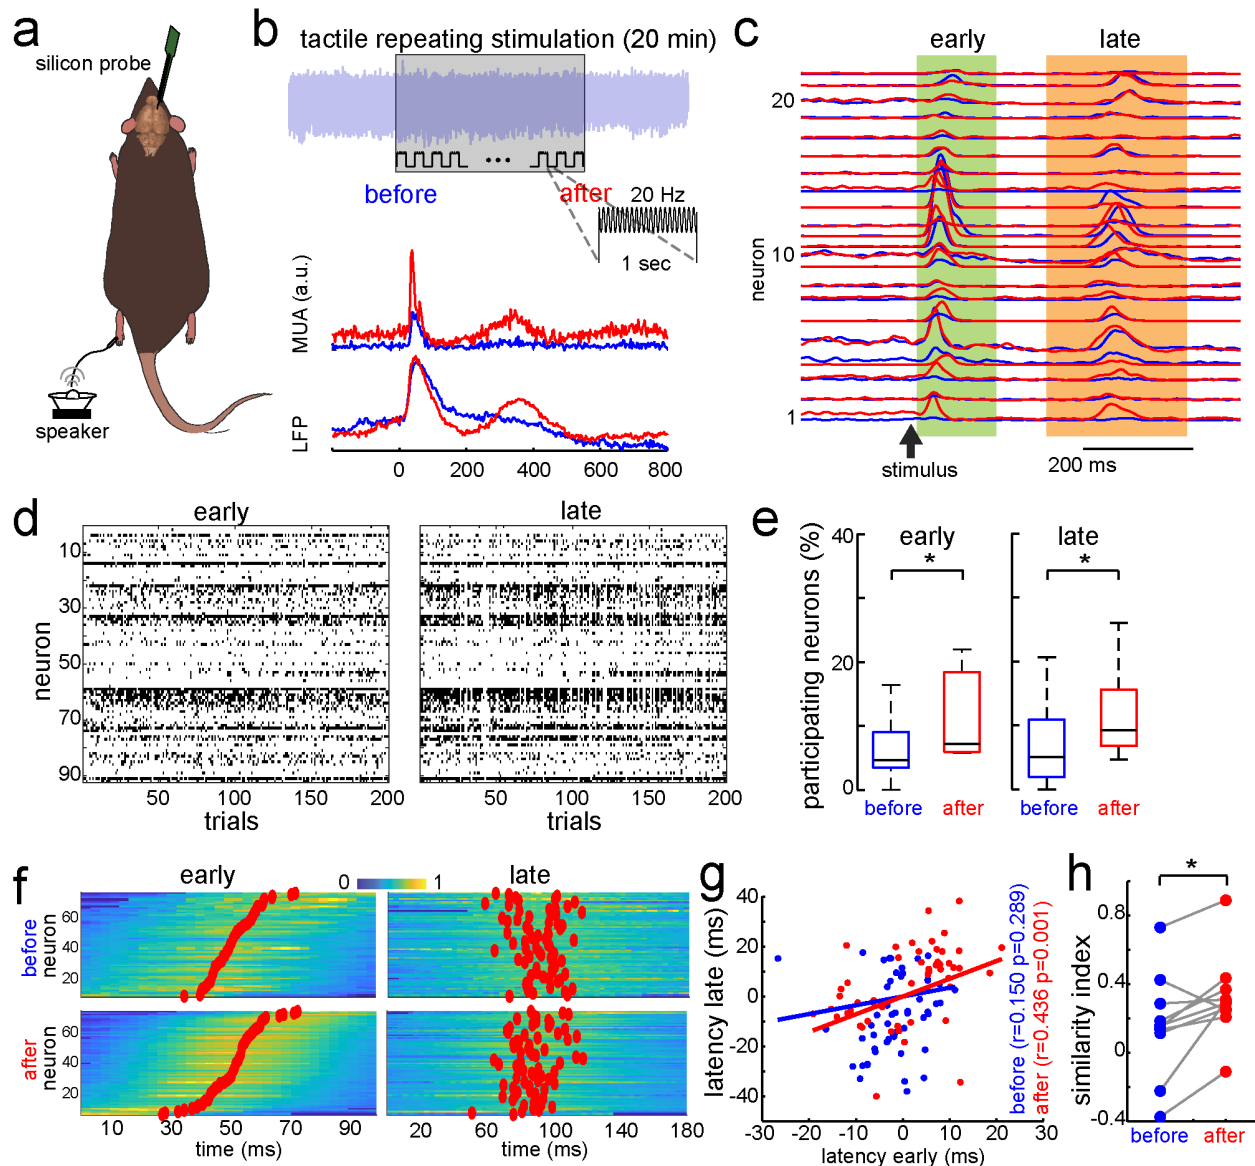 a
silicon probe
speaker
b
tactile repeating stimulation (20 min)
before
after
20 Hz
1 sec
MUA (a.u.)
LFP
0 200 400 600 800
c
early late
20
10
1
neuron
stimulus
200 ms
d
early late
10
30
50
70
90
neuron
50 100 150 200
50 100 150 200
trials trials
e
participating neurons (%)
early late
* *
40
20
0
before after before after
f
early 0 1 late
before
neuron
60
40
20
after
neuron
60
40
20
10 30 50 70 90
20 60 100 140 180
time (ms) time (ms)
g
latency late (ms)
40
20
0
-20
-40
-30 -20 -10 0 10 20 30
latency early (ms)
before (r=0.150 p=0.289)
after (r=0.436 p=0.001)
h
*
similarity index
0.8
0.4
0
-0.4
before after